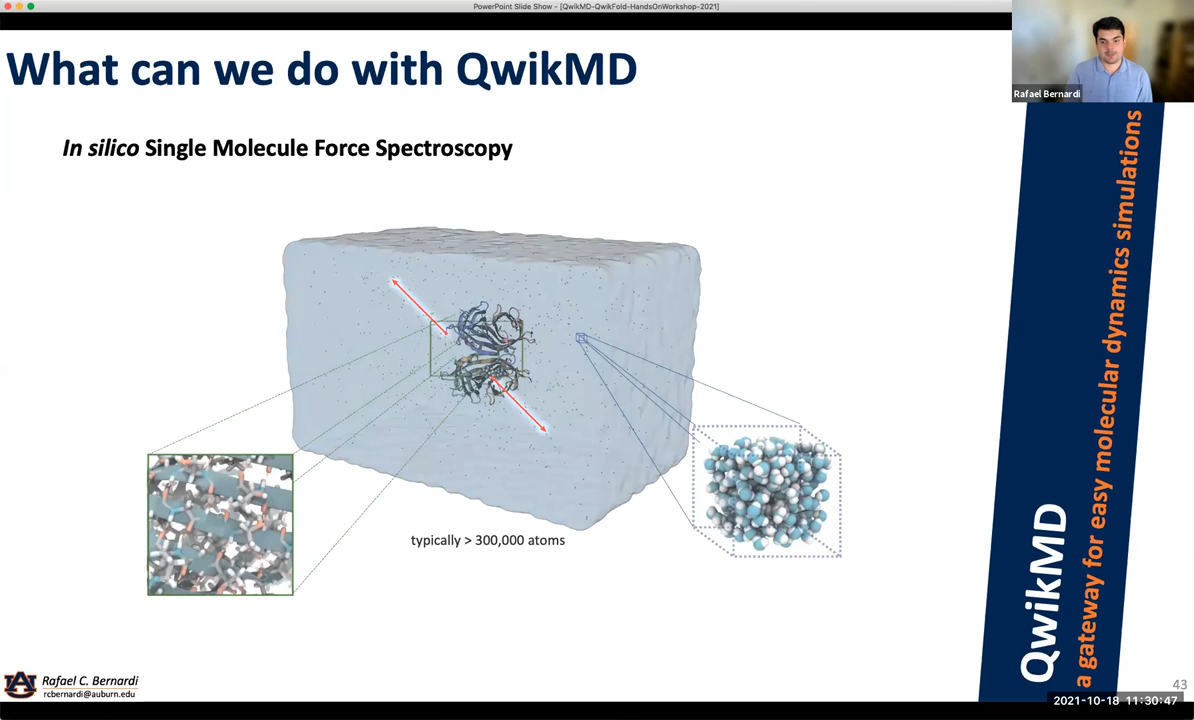 PowerPoint Slide Show - [QwikMD-QwikFold-HandsOnWorkshop-2021]
What can we do with QwikMD
Rafael Bernardi
In silico Single Molecule Force Spectroscopy
typically > 300,000 atoms
QwikMD
a gateway for easy molecular dynamics simulations
Rafael C. Bernardi
rcbernardi@auburn.edu
43
2021-10-18 11:30:47